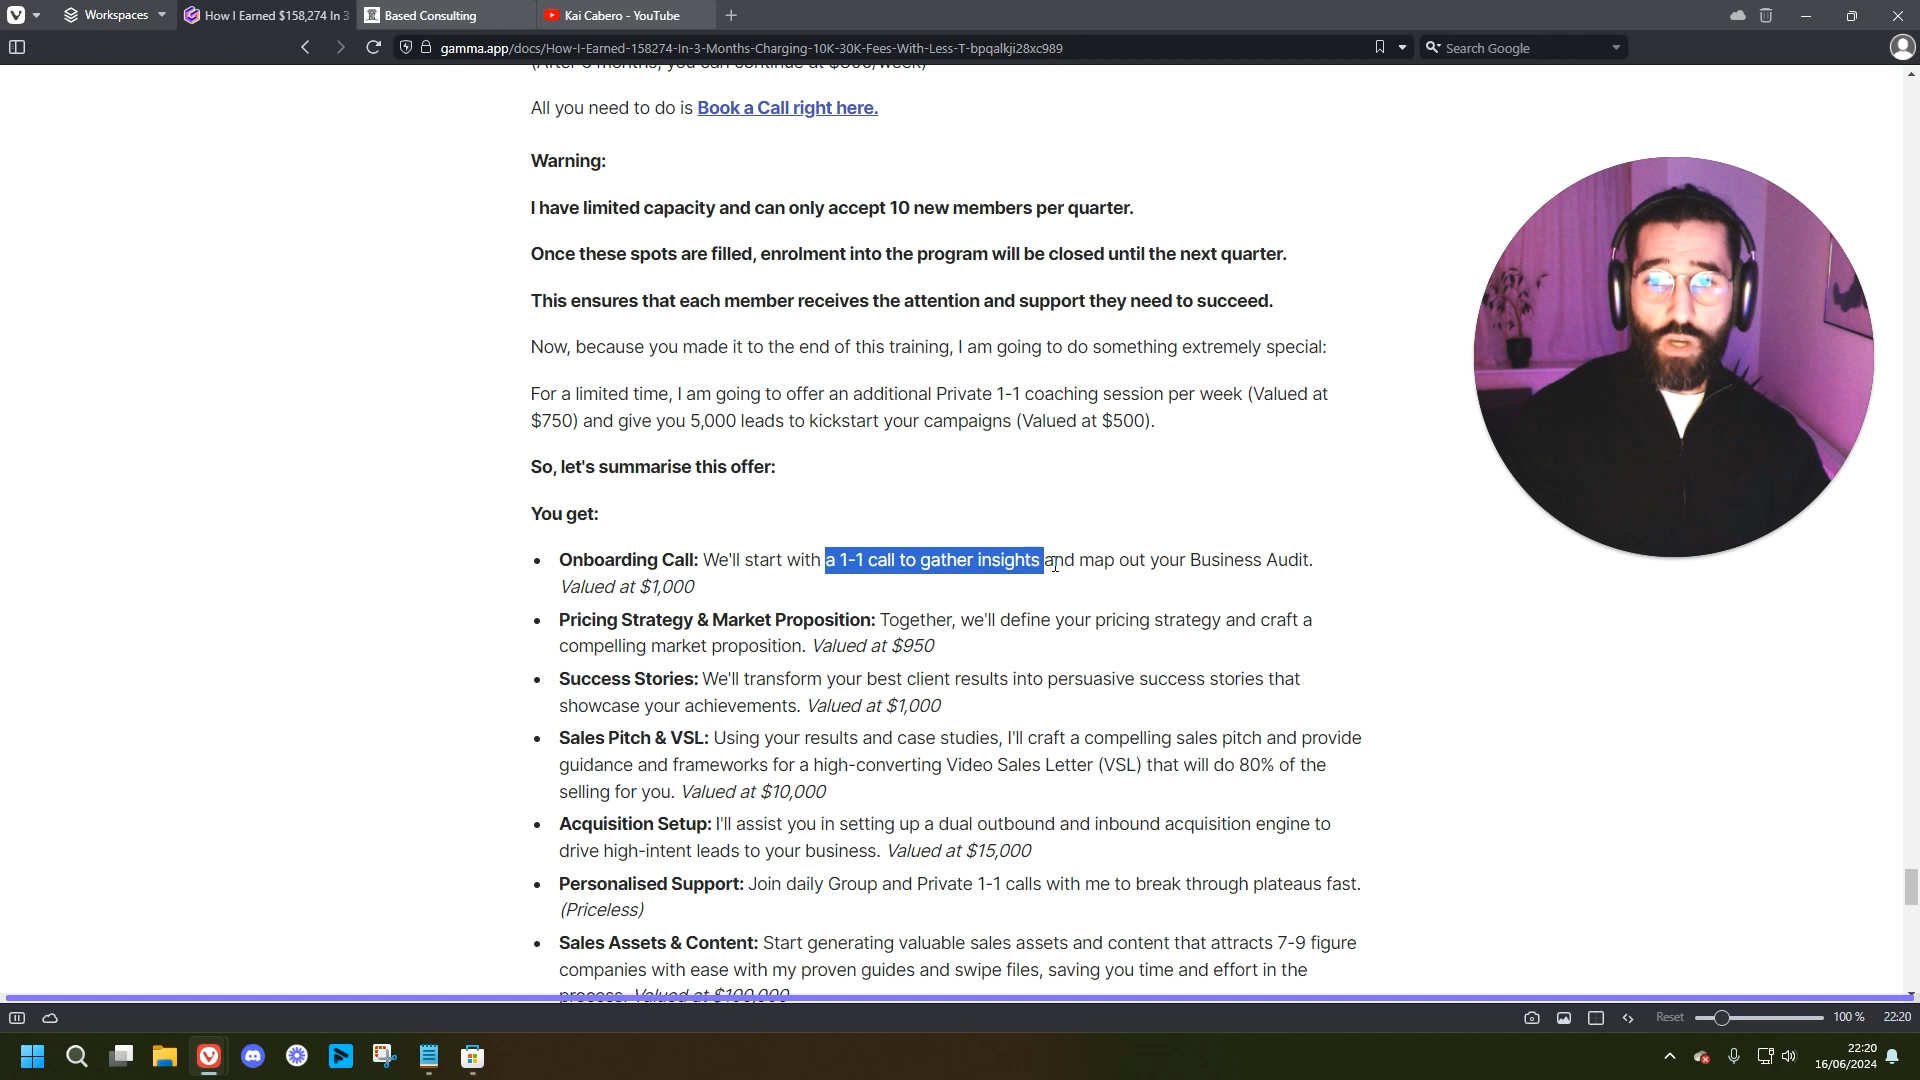 Workspaces
How I Earned $158,274 In 3
Based Consulting
Kai Cabero - YouTube
gamma.app/docs/How-I-Earned-158274-In-3-Months-Charging-10K-30K-Fees-With-Less-T-bpqalkji28xc989
Search Google
All you need to do is Book a Call right here.
Warning:
I have limited capacity and can only accept 10 new members per quarter.
Once these spots are filled, enrolment into the program will be closed until the next quarter.
This ensures that each member receives the attention and support they need to succeed.
Now, because you made it to the end of this training, I am going to do something extremely special:
For a limited time, I am going to offer an additional Private 1-1 coaching session per week (Valued at
$750) and give you 5,000 leads to kickstart your campaigns (Valued at $500).
So, let's summarise this offer:
You get:
• Onboarding Call: We'll start with a 1-1 call to gather insights and map out your Business Audit.
Valued at $1,000
• Pricing Strategy & Market Proposition: Together, we'll define your pricing strategy and craft a
compelling market proposition. Valued at $950
• Success Stories: We'll transform your best client results into persuasive success stories that
showcase your achievements. Valued at $1,000
• Sales Pitch & VSL: Using your results and case studies, I'll craft a compelling sales pitch and provide
guidance and frameworks for a high-converting Video Sales Letter (VSL) that will do 80% of the
selling for you. Valued at $10,000
• Acquisition Setup: I'll assist you in setting up a dual outbound and inbound acquisition engine to
drive high-intent leads to your business. Valued at $15,000
• Personalised Support: Join daily Group and Private 1-1 calls with me to break through plateaus fast.
(Priceless)
• Sales Assets & Content: Start generating valuable sales assets and content that attracts 7-9 figure
companies with ease with my proven guides and swipe files, saving you time and effort in the
process. Valued at $100,000
Reset
100 %
22:20
22:20
16/06/2024